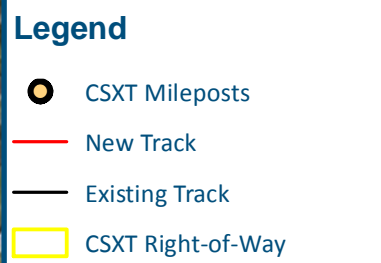 Legend
CSXT Mileposts
New Track
Existing Track
CSXT Right-of-Way